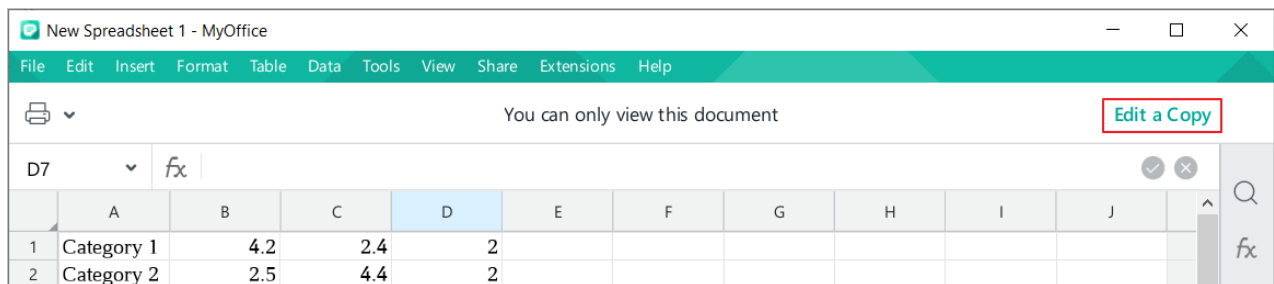 New Spreadsheet 1 - MyOffice
File Edit Insert Format Table Data Tools View Share Extensions Help
You can only view this document Edit a Copy
D7 fx
A B C D E F G H I J
1 Category 1 4.2 2.4 2
2 Category 2 2.5 4.4 2
fx